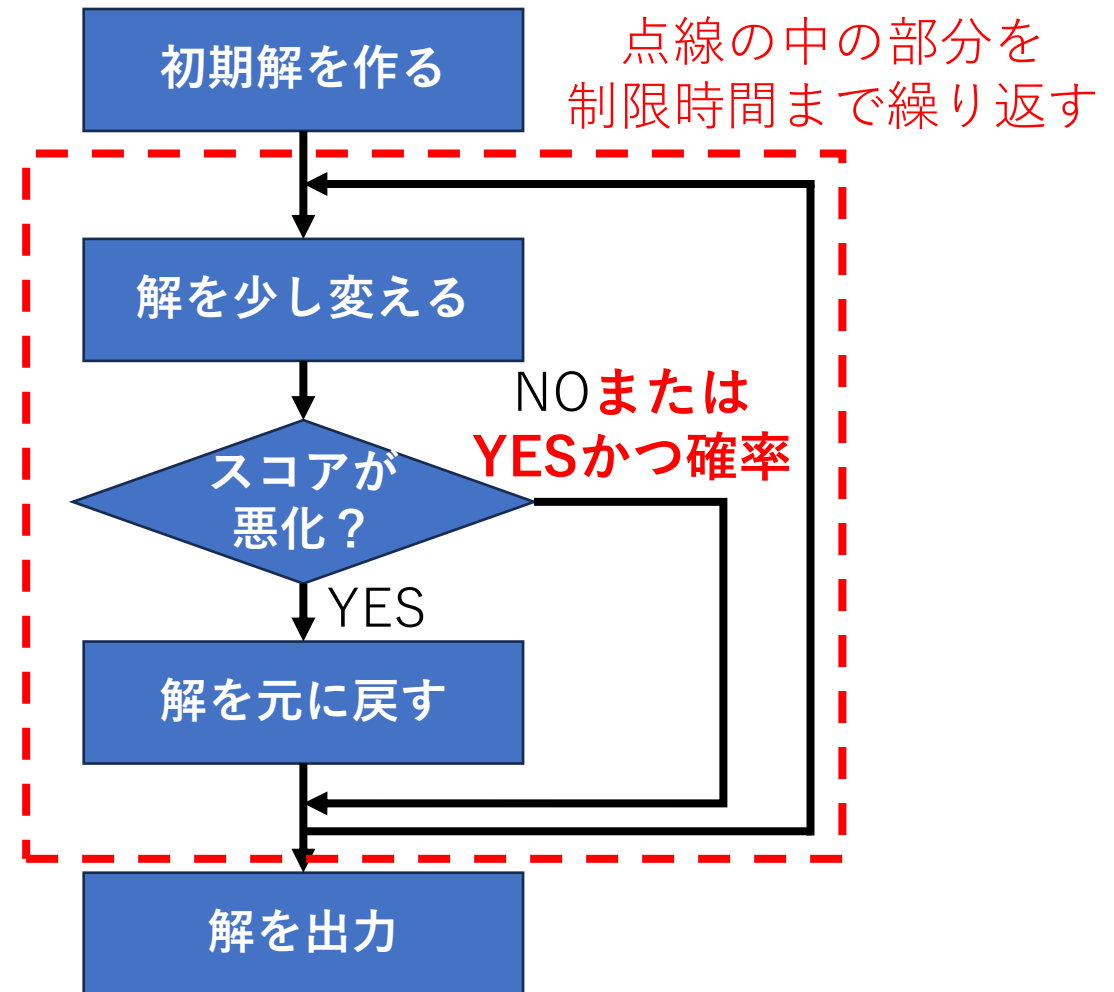 初期解を作る
点線の中の部分を
制限時間まで繰り返す
解を少し変える
NOまたは
YESかつ確率
スコアが
悪化？
YES
解を元に戻す
解を出力